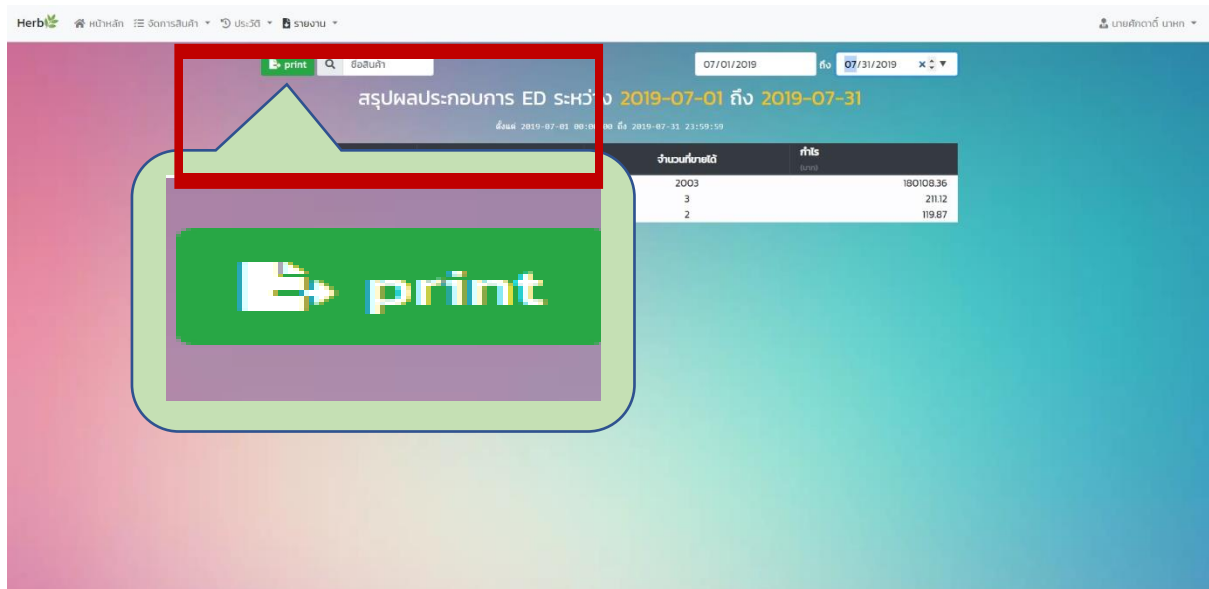 Herb หน้าหลัก จัดการสินค้า ประวัติ รายงาน นายศักดาดิ์ นาหก
print ชื่อสินค้า 07/01/2019 ถึง 07/31/2019
สรุปผลประกอบการ ED ระหว่าง 2019-07-01 ถึง 2019-07-31
ตั้งแต่ 2019-07-01 00:00:00 ถึง 2019-07-31 23:59:59
จำนวนที่ขายได้ กำไร
(บาท)
2003 180108.36
3 211.12
2 119.87
print